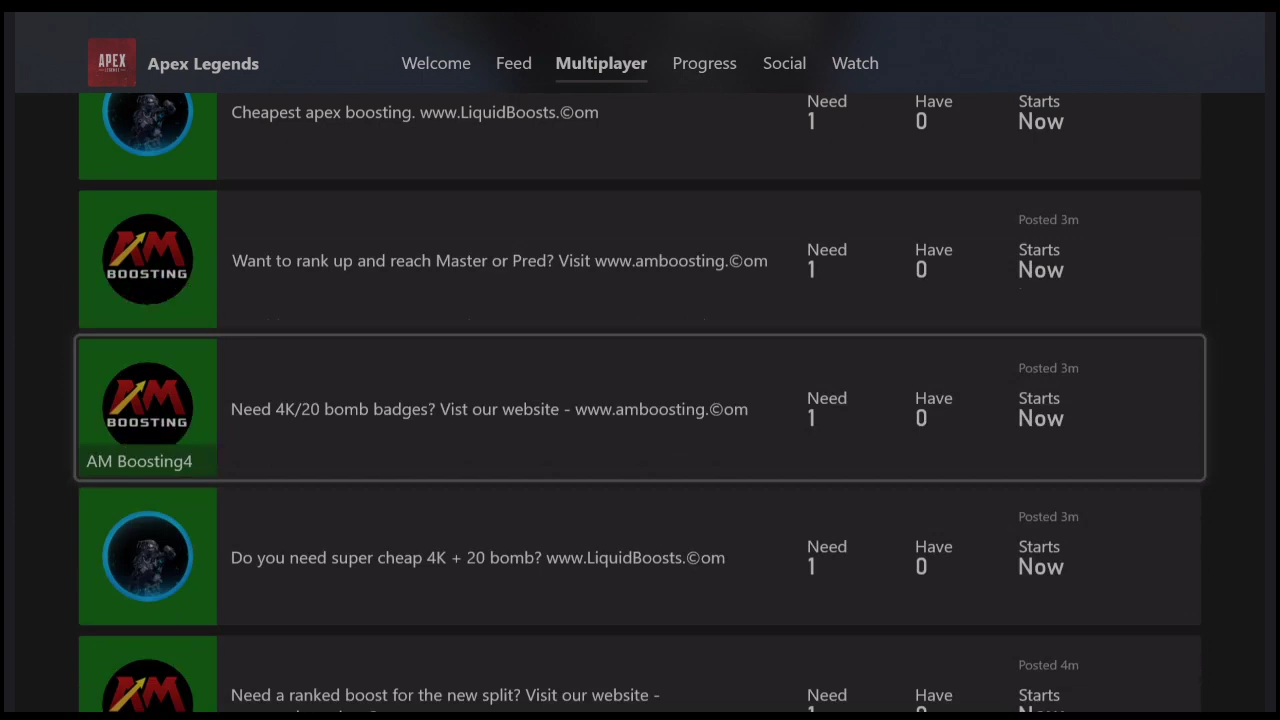 APEX
LEGENDS
Apex Legends
Welcome
Feed
Multiplayer
Progress
Social
Watch
Cheapest apex boosting. www.LiquidBoosts.©om
Need
1
Have
0
Starts
Now
AM
BOOSTING
Want to rank up and reach Master or Pred? Visit www.amboosting.©om
Need
1
Have
0
Posted 3m
Starts
Now
AM
BOOSTING
AM Boosting4
Need 4K/20 bomb badges? Vist our website - www.amboosting.©om
Need
1
Have
0
Posted 3m
Starts
Now
Do you need super cheap 4K + 20 bomb? www.LiquidBoosts.©om
Need
1
Have
0
Posted 3m
Starts
Now
AM
Need a ranked boost for the new split? Visit our website -
Need
Have
Posted 4m
Starts